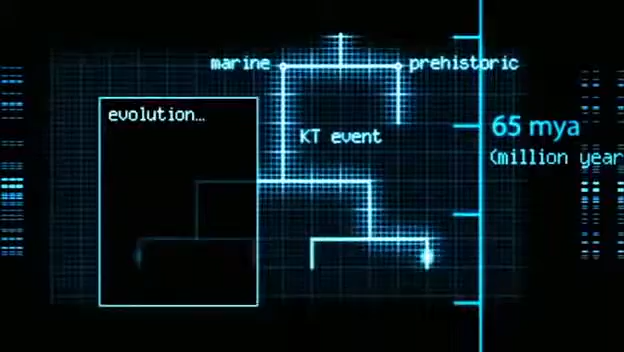 marine
prehistoric
evolution...
KT event
65 mya
(million year